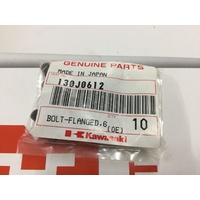 GENUINE PARTS
MADE IN JAPAN
130J0612
BOLT-FLANGED,6,
(OE)
10
Kawasaki